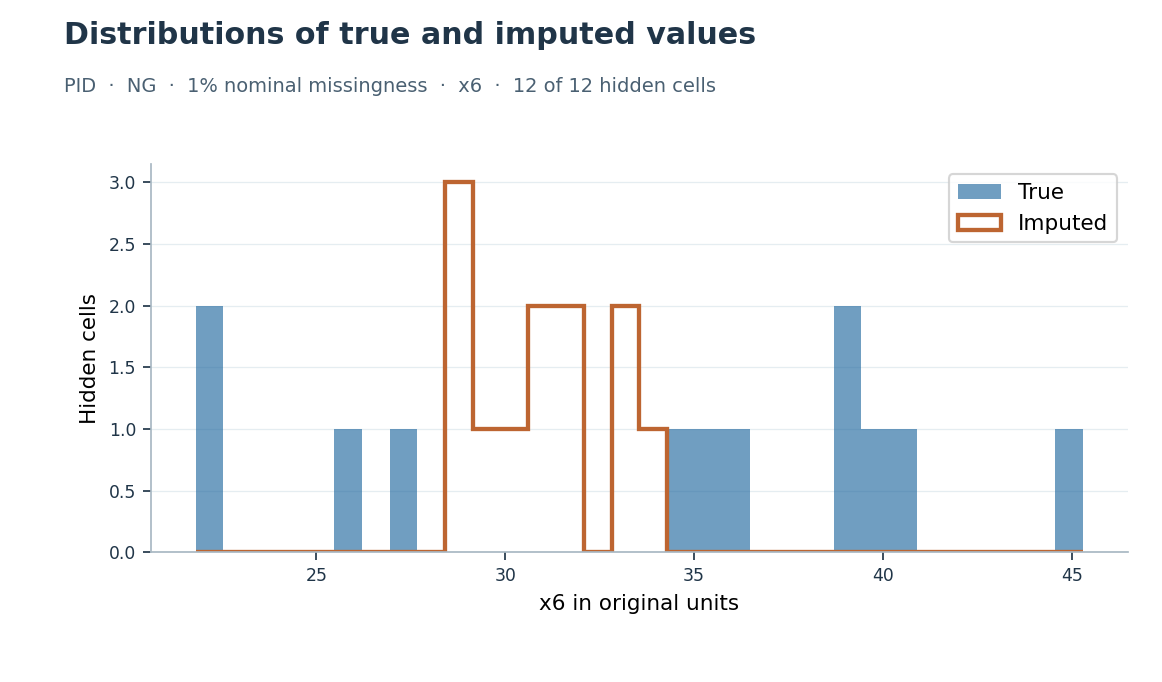 Distributions of true and imputed values
PID · NG · 1% nominal missingness · x6 · 12 of 12 hidden cells
3.0
2.5
2.0
1.5
1.0
0.5
0.0
Hidden cells
True
Imputed
25 30 35 40 45
x6 in original units